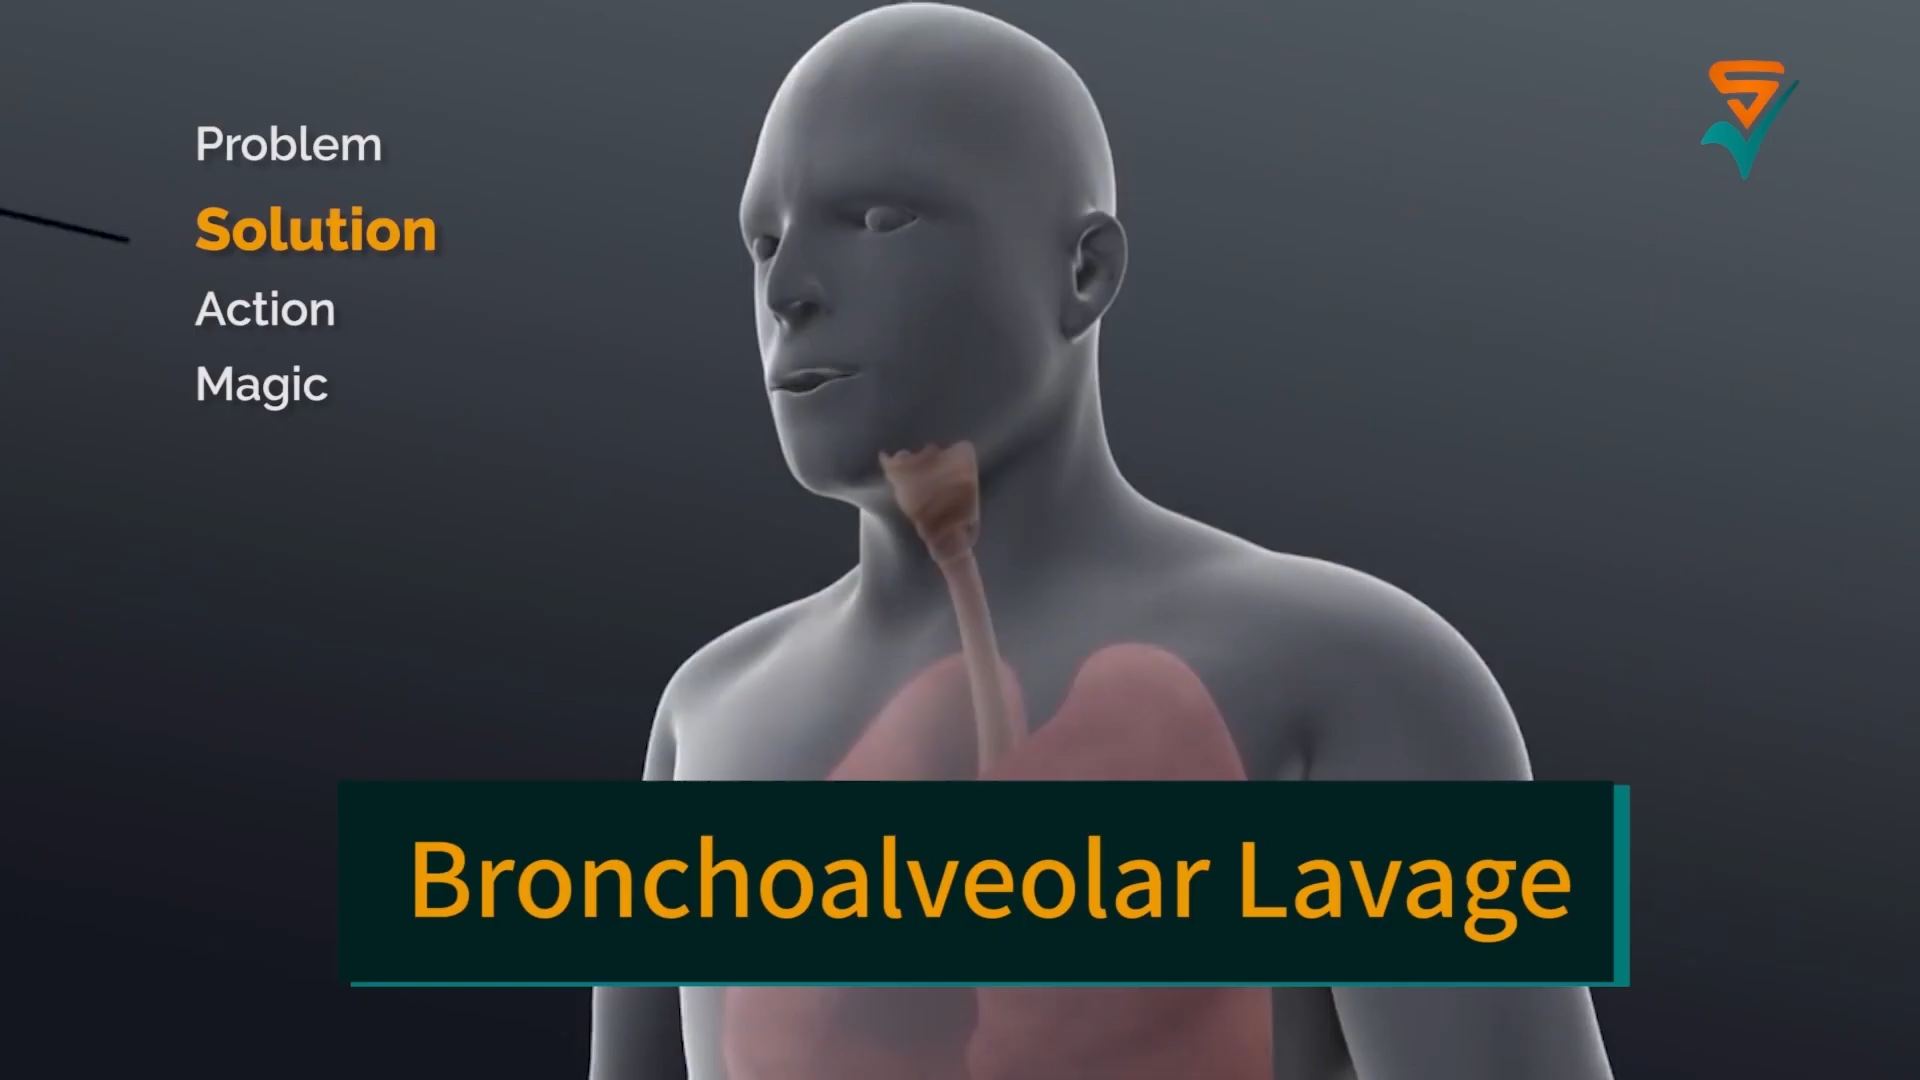 Problem
Solution
Action
Magic
Bronchoalveolar Lavage